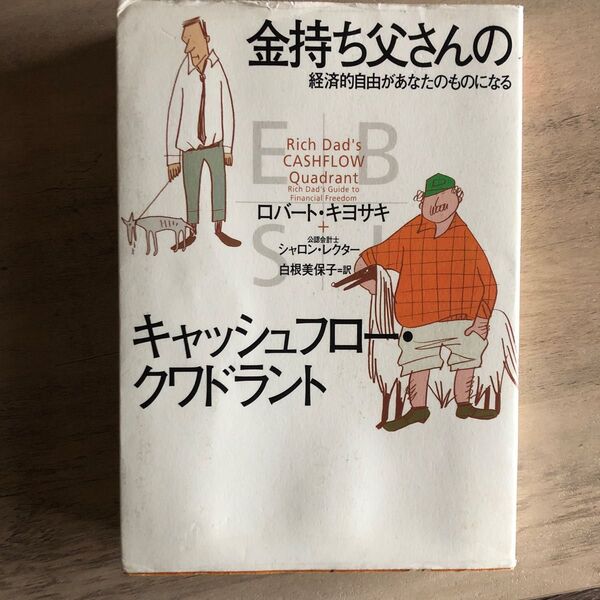 金持ち父さんの
経済的自由があなたのものになる
E B
Rich Dad's
CASHFLOW
Quadrant
Rich Dad's Guide to
Financial Freedom
ロバート・キヨサキ
+
公認会計士
シャロン・レクター
S I
白根美保子=訳
キャッシュフロー・
クワドラント